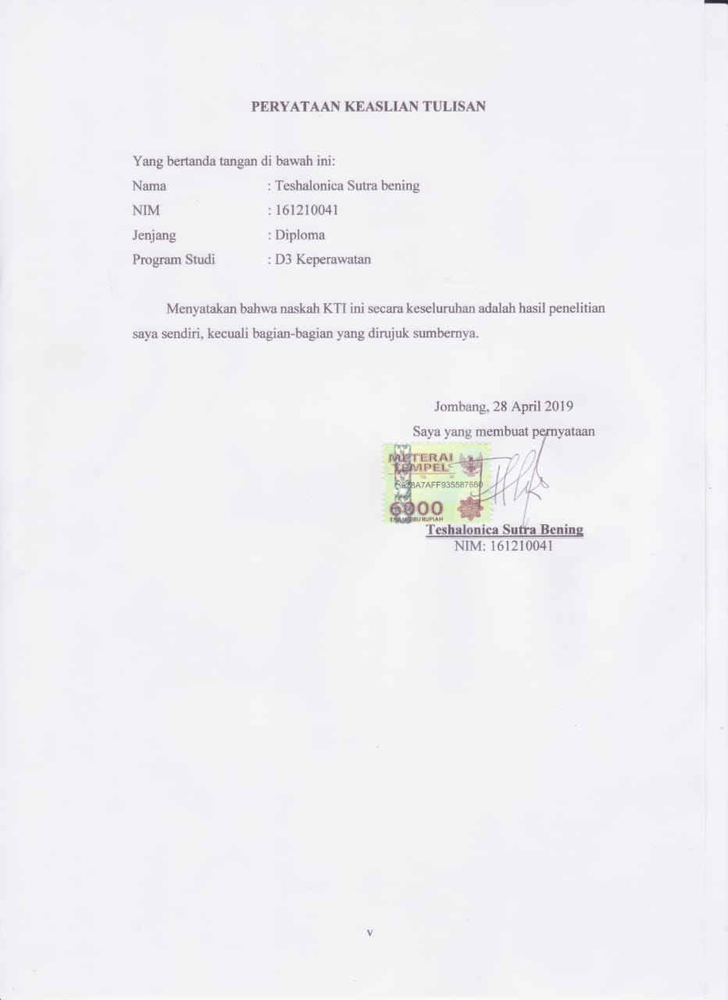 PERYATAAN KEASLIAN TULISAN
Yang bertanda tangan di bawah ini:
Nama : Teshalonica Sutra bening
NIM : 161210041
Jenjang : Diploma
Program Studi : D3 Keperawatan
Menyatakan bahwa naskah KTI ini secara keseluruhan adalah hasil penelitian
saya sendiri, kecuali bagian-bagian yang dirujuk sumbernya.
Jombang, 28 April 2019
Saya yang membuat pernyataan
METERAI
TEMPEL
6000
ENAM RIBU RUPIAH
Teshalonica Sutra Bening
NIM: 161210041
v